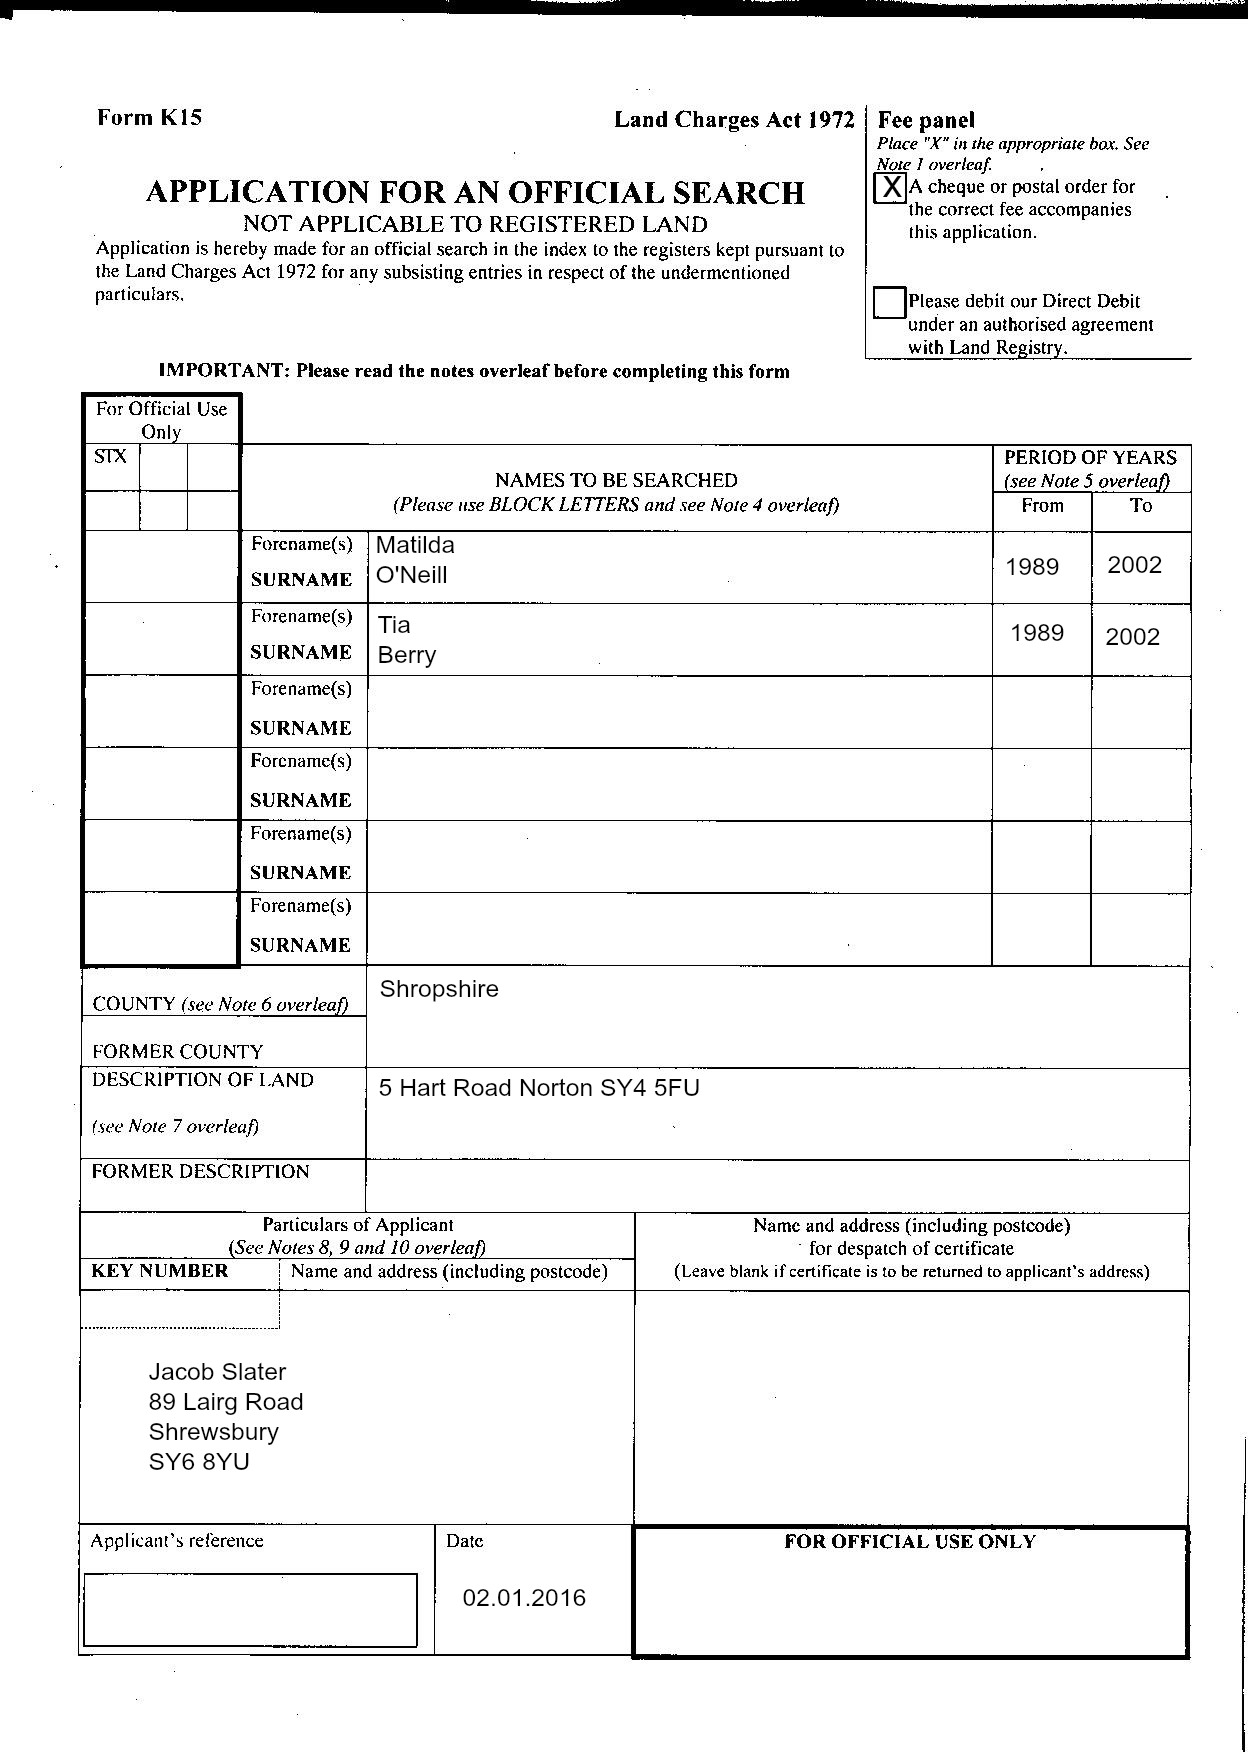 Form K15
Land Charges Act 1972
Fee panel
Place "X" in the appropriate box. See
Note 1 overleaf.
X A cheque or postal order for
the correct fee accompanies
this application.
Please debit our Direct Debit
under an authorised agreement
with Land Registry.
APPLICATION FOR AN OFFICIAL SEARCH
NOT APPLICABLE TO REGISTERED LAND
Application is hereby made for an official search in the index to the registers kept pursuant to
the Land Charges Act 1972 for any subsisting entries in respect of the undermentioned
particulars.
IMPORTANT: Please read the notes overleaf before completing this form
For Official Use
Only
STX
NAMES TO BE SEARCHED
(Please use BLOCK LETTERS and see Note 4 overleaf)
PERIOD OF YEARS
(see Note 5 overleaf)
From To
Forename(s) Matilda
SURNAME O'Neill
1989 2002
Forename(s) Tia
SURNAME Berry
1989 2002
Forename(s)
SURNAME
Forename(s)
SURNAME
Forename(s)
SURNAME
Forename(s)
SURNAME
COUNTY (see Note 6 overleaf) Shropshire
FORMER COUNTY
DESCRIPTION OF LAND 5 Hart Road Norton SY4 5FU
(see Note 7 overleaf)
FORMER DESCRIPTION
Particulars of Applicant
(See Notes 8, 9 and 10 overleaf)
KEY NUMBER Name and address (including postcode)
Name and address (including postcode)
for despatch of certificate
(Leave blank if certificate is to be returned to applicant's address)
Jacob Slater
89 Lairg Road
Shrewsbury
SY6 8YU
Applicant's reference
Date
02.01.2016
FOR OFFICIAL USE ONLY